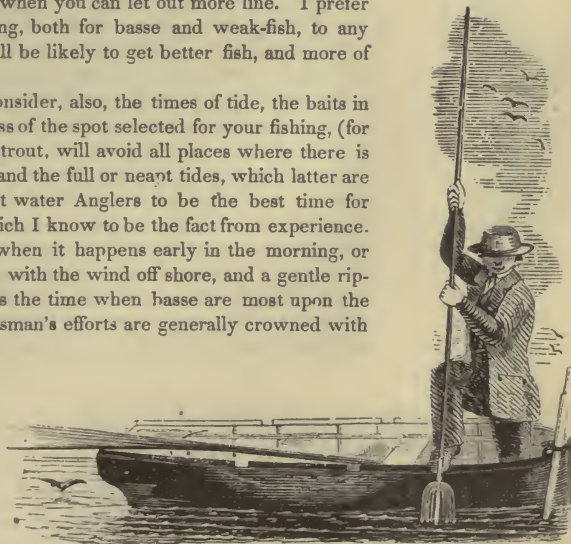 when you can let out more line. I prefer
ng, both for basse and weak-fish, to any
ll be likely to get better fish, and more of
onsider, also, the times of tide, the baits in
ss of the spot selected for your fishing, (for
trout, will avoid all places where there is
and the full or neapt tides, which latter are
t water Anglers to be the best time for
ich I know to be the fact from experience.
when it happens early in the morning, or
with the wind off shore, and a gentle rip-
s the time when basse are most upon the
sman's efforts are generally crowned with